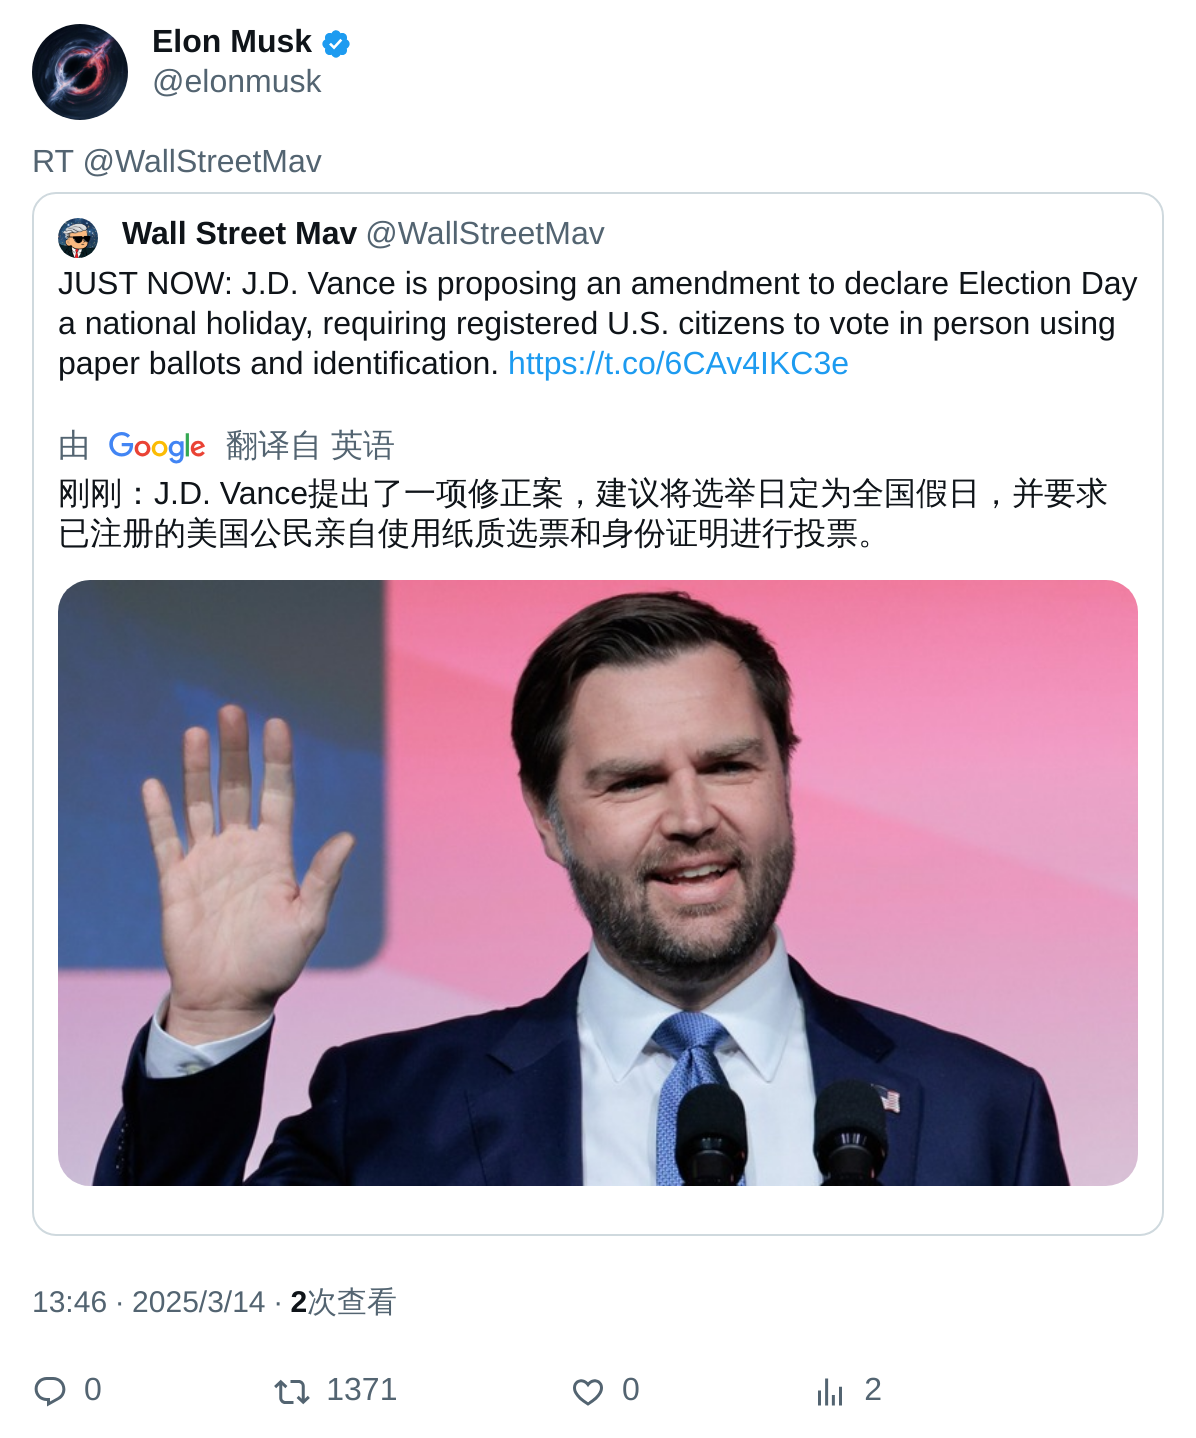 Elon Musk
@elonmusk
RT @WallStreetMav
Wall Street Mav @WallStreetMav
JUST NOW: J.D. Vance is proposing an amendment to declare Election Day
a national holiday, requiring registered U.S. citizens to vote in person using
paper ballots and identification. https://t.co/6CAv4IKC3e
由 Google 翻译自 英语
刚刚：J.D. Vance提出了一项修正案，建议将选举日定为全国假日，并要求
已注册的美国公民亲自使用纸质选票和身份证明进行投票。
13:46 · 2025/3/14 · 2次查看
0 1371 0 2